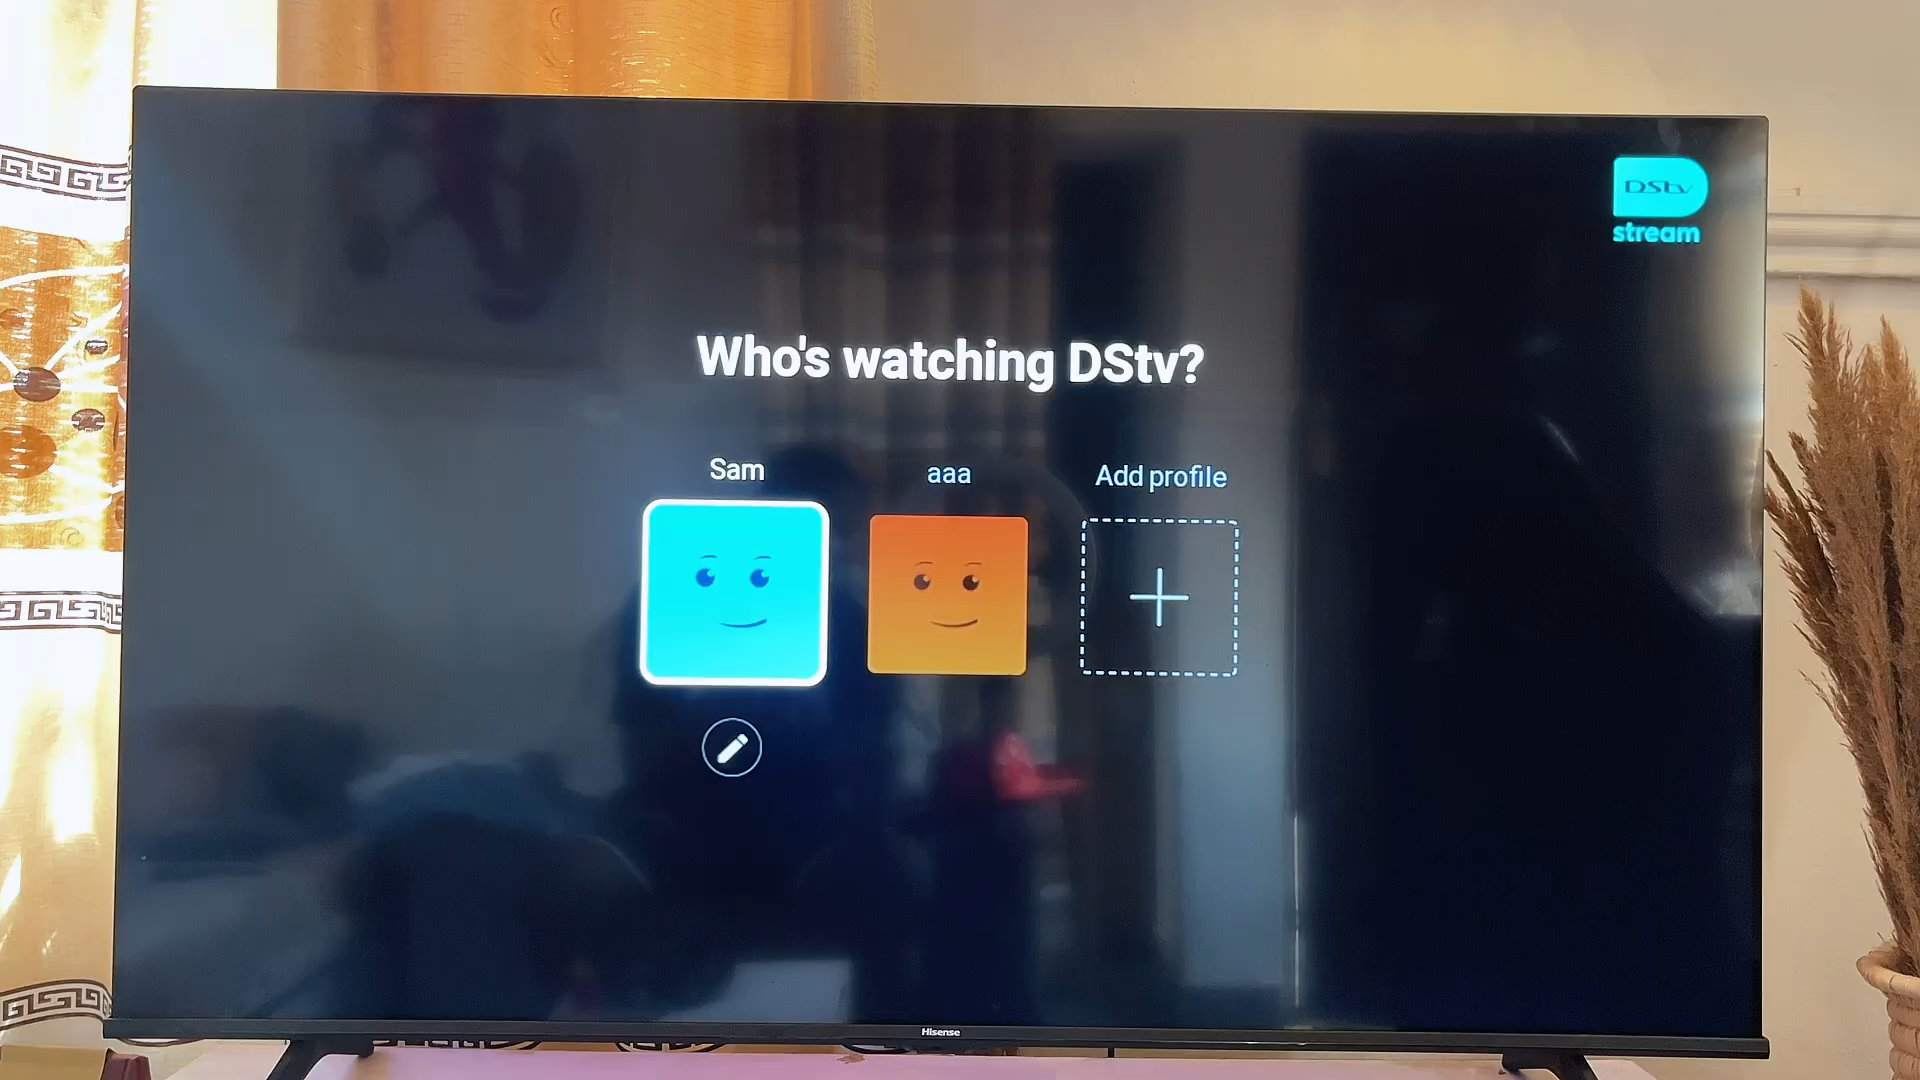 DStv
stream
Who's watching DStv?
Sam
aaa
Add profile
Hisense